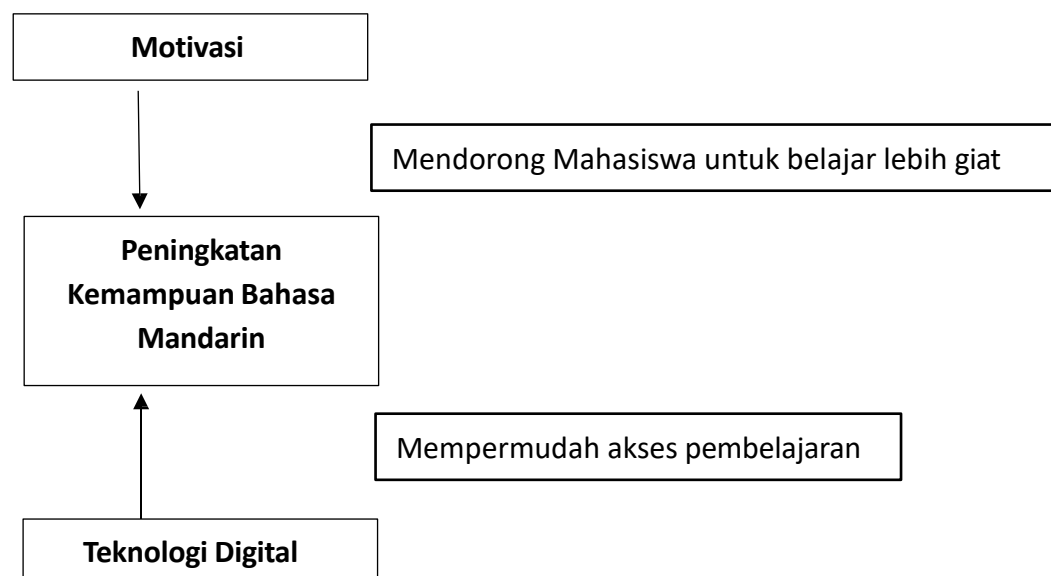 Motivasi
Mendorong Mahasiswa untuk belajar lebih giat
Peningkatan
Kemampuan Bahasa
Mandarin
Mempermudah akses pembelajaran
Teknologi Digital